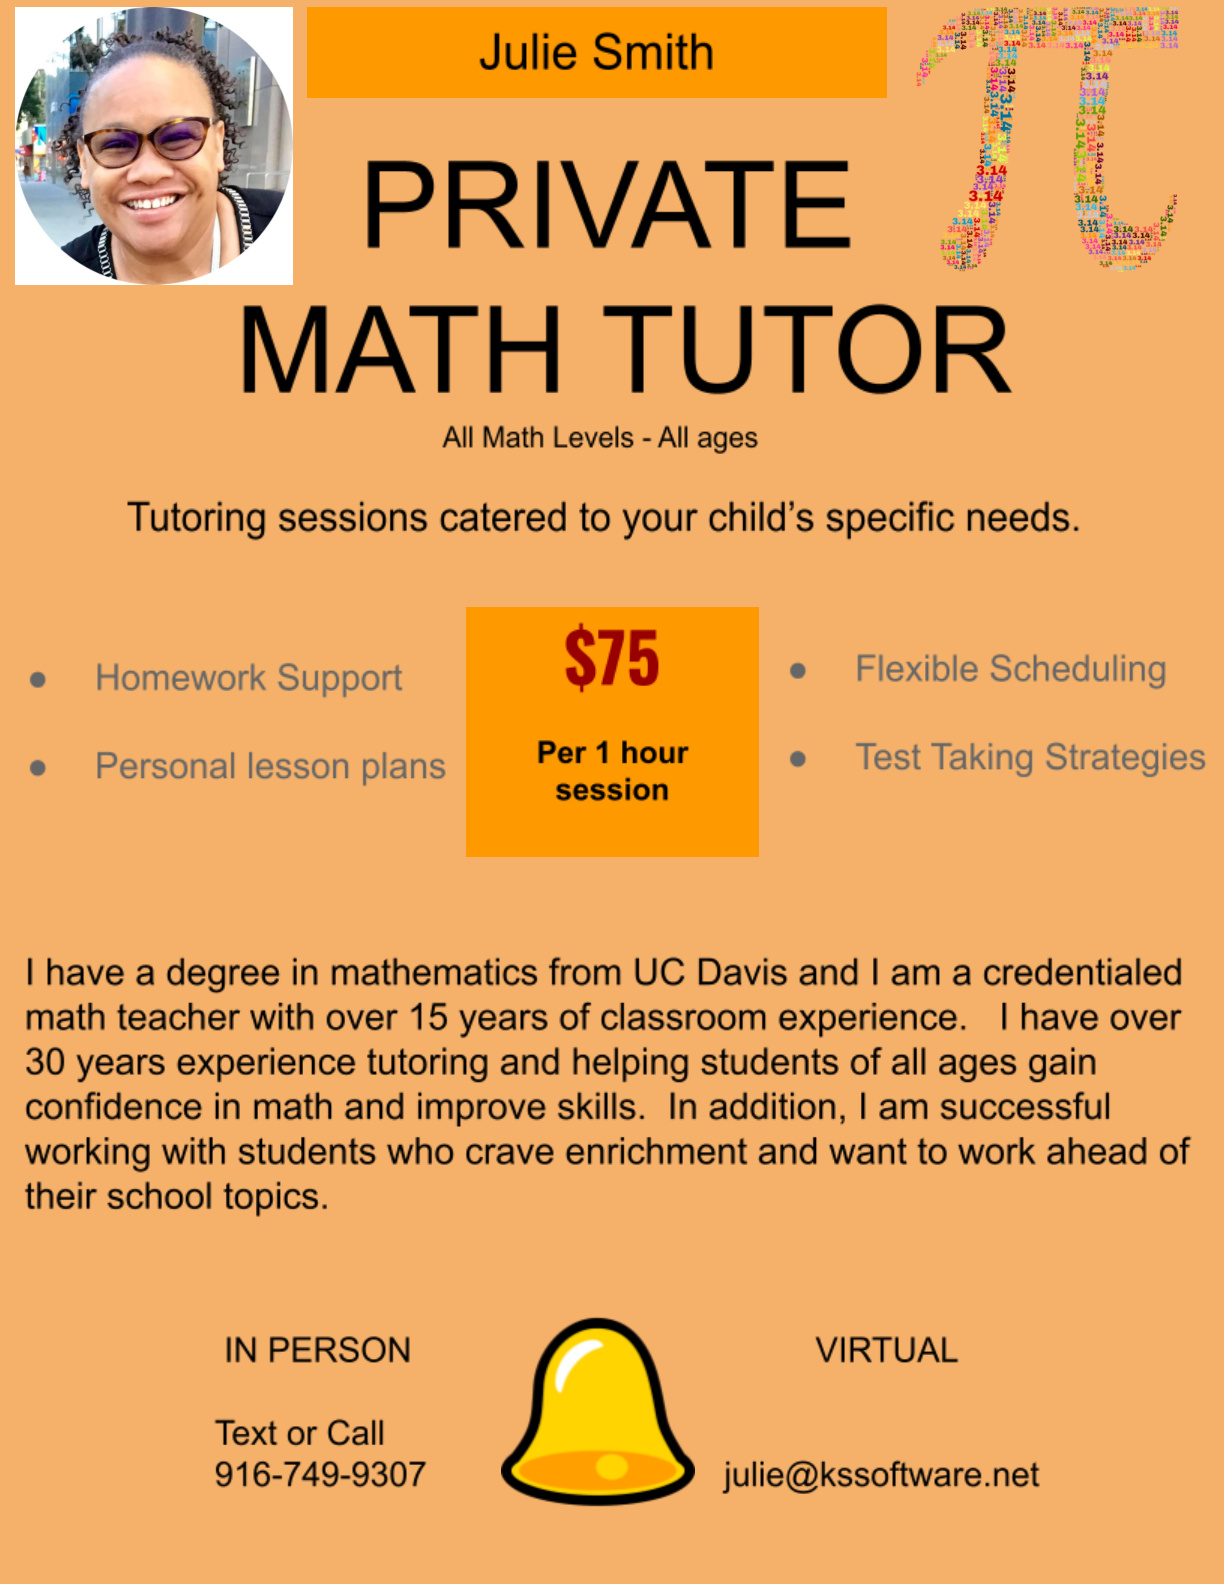 Julie Smith
PRIVATE
MATH TUTOR
All Math Levels - All ages
Tutoring sessions catered to your child's specific needs.
● Homework Support
● Personal lesson plans
$75
Per 1 hour
session
● Flexible Scheduling
● Test Taking Strategies
I have a degree in mathematics from UC Davis and I am a credentialed
math teacher with over 15 years of classroom experience.   I have over
30 years experience tutoring and helping students of all ages gain
confidence in math and improve skills.  In addition, I am successful
working with students who crave enrichment and want to work ahead of
their school topics.
IN PERSON
Text or Call
916-749-9307
VIRTUAL
julie@kssoftware.net
3.14